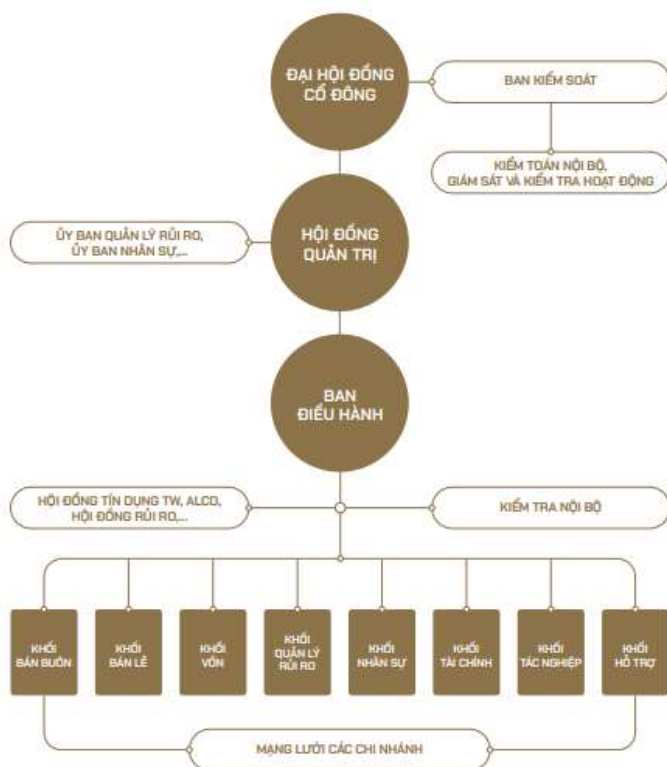 ĐẠI HỘI ĐỒNG
CỔ ĐÔNG
BAN KIỂM SOÁT
KIỂM TOÁN NỘI BỘ,
GIÁM SÁT VÀ KIỂM TRA HOẠT ĐỘNG
ỦY BAN QUẢN LÝ RỦI RO,
ỦY BAN NHÂN SỰ,...
HỘI ĐỒNG
QUẢN TRỊ
BAN
ĐIỀU HÀNH
HỘI ĐỒNG TÍN DỤNG TW, ALCO,
HỘI ĐỒNG RỦI RO,...
KIỂM TRA NỘI BỘ
KHỐI
BÁN BUÔN
KHỐI
BÁN LẺ
KHỐI
VỐN
KHỐI
QUẢN LÝ
RỦI RO
KHỐI
NHÂN SỰ
KHỐI
TÀI CHÍNH
KHỐI
TÁC NGHIỆP
KHỐI
HỖ TRỢ
MẠNG LƯỚI CÁC CHI NHÁNH